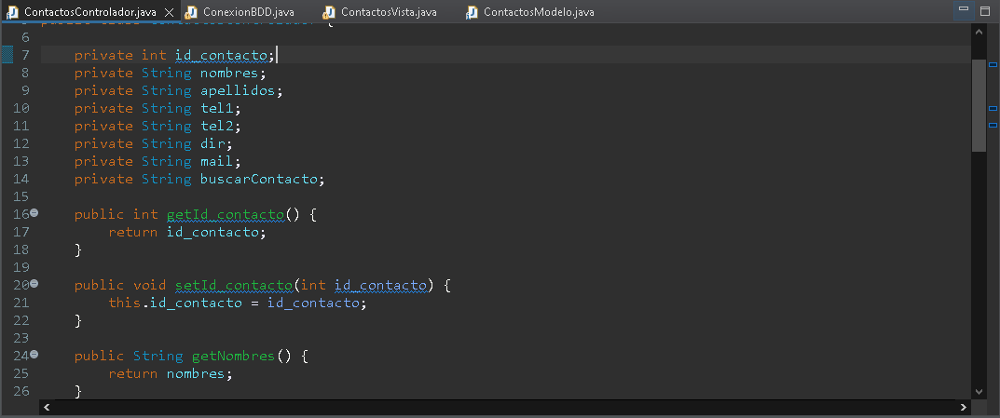 ContactosControlador.java ConexionBDD.java ContactosVista.java ContactosModelo.java
6
7 private int id_contacto;
8 private String nombres;
9 private String apellidos;
10 private String tel1;
11 private String tel2;
12 private String dir;
13 private String mail;
14 private String buscarContacto;
15
16 public int getId_contacto() {
17 return id_contacto;
18 }
19
20 public void setId_contacto(int id_contacto) {
21 this.id_contacto = id_contacto;
22 }
23
24 public String getNombres() {
25 return nombres;
26 }